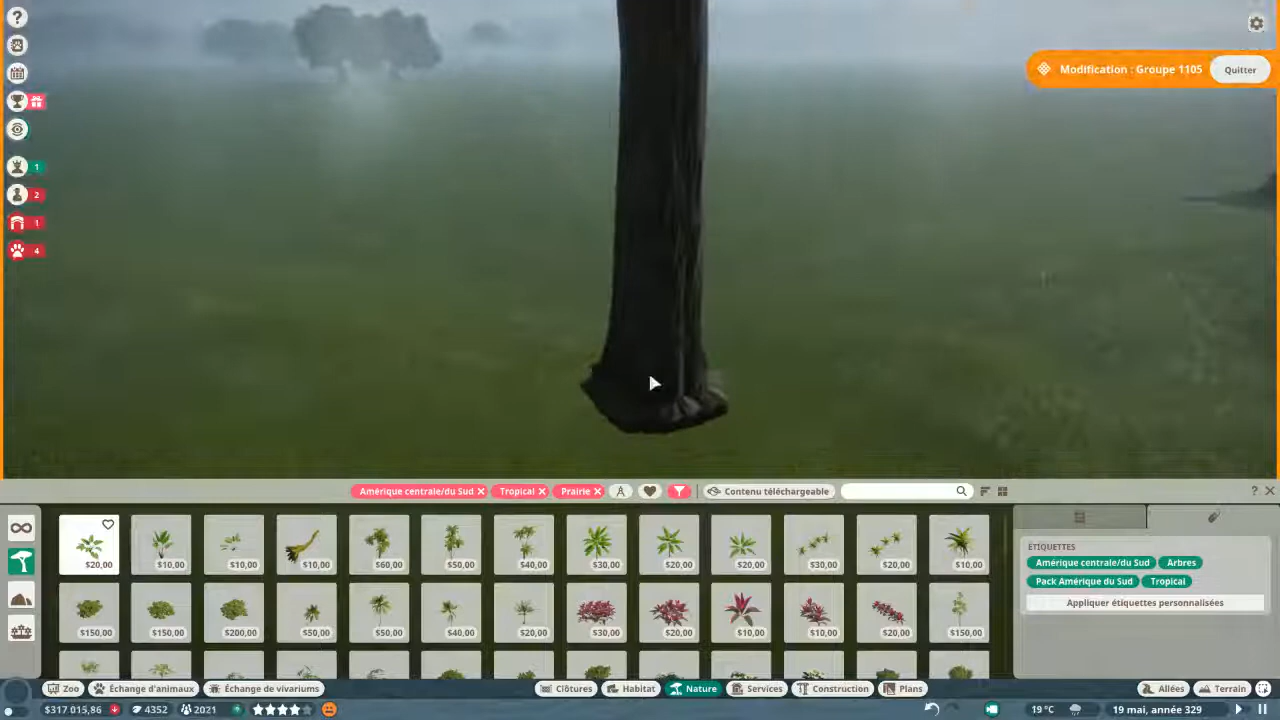 ?
Modification : Groupe 1105
Quitter
1
2
1
4
Amérique centrale/du Sud ×
Tropical ×
Prairie ×
Contenu téléchargeable
? ×
$20,00
$10,00
$10,00
$10,00
$60,00
$50,00
$40,00
$30,00
$20,00
$20,00
$30,00
$20,00
$10,00
$150,00
$150,00
$200,00
$50,00
$50,00
$40,00
$20,00
$30,00
$20,00
$10,00
$10,00
$20,00
$150,00
ÉTIQUETTES
Amérique centrale/du Sud
Arbres
Pack Amérique du Sud
Tropical
Appliquer étiquettes personnalisées
Zoo
Échange d'animaux
Échange de vivariums
Clôtures
Habitat
Nature
Services
Construction
Plans
Allées
Terrain
$317 015,86
4352
2021
19 °C
19 mai, année 329